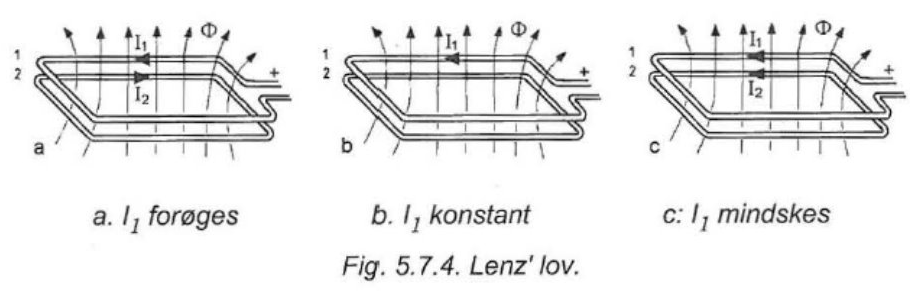 I₁ Φ I₁ Φ I₁ Φ
1 1 1
2 + 2 + 2 +
I₂ I₂
a b c
a. I₁ forøges b. I₁ konstant c: I₁ mindskes
Fig. 5.7.4. Lenz' lov.